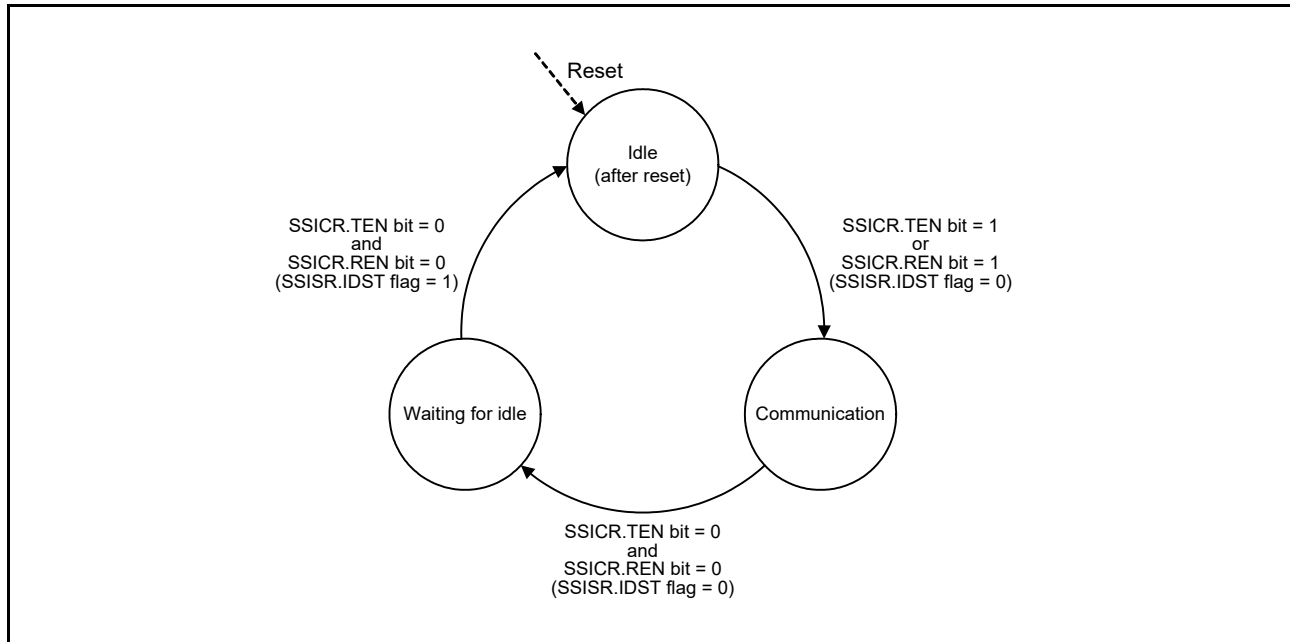 Reset
Idle
(after reset)
SSICR.TEN bit = 0
and
SSICR.REN bit = 0
(SSISR.IDST flag = 1)
SSICR.TEN bit = 1
or
SSICR.REN bit = 1
(SSISR.IDST flag = 0)
Waiting for idle
Communication
SSICR.TEN bit = 0
and
SSICR.REN bit = 0
(SSISR.IDST flag = 0)